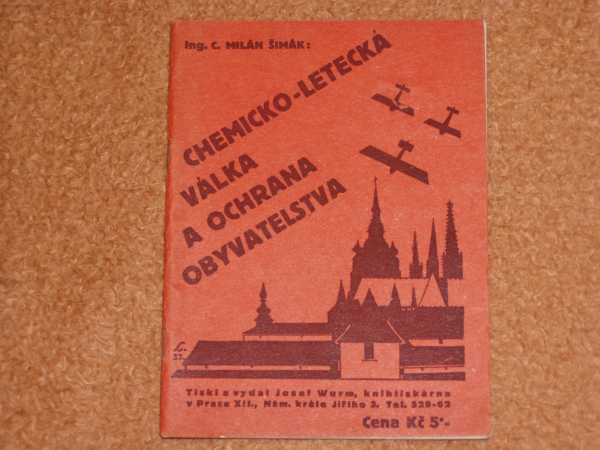 Ing. C. MILÁN ŠIMÁK:
CHEMICKO-LETECKÁ
VÁLKA
A OCHRANA
OBYVATELSTVA
Tiskl a vydal Josef Wurm, knihtiskárna
v Praze XII., Nám. krále Jiřího 3. Tel. 529-62
Cena Kč 5·-